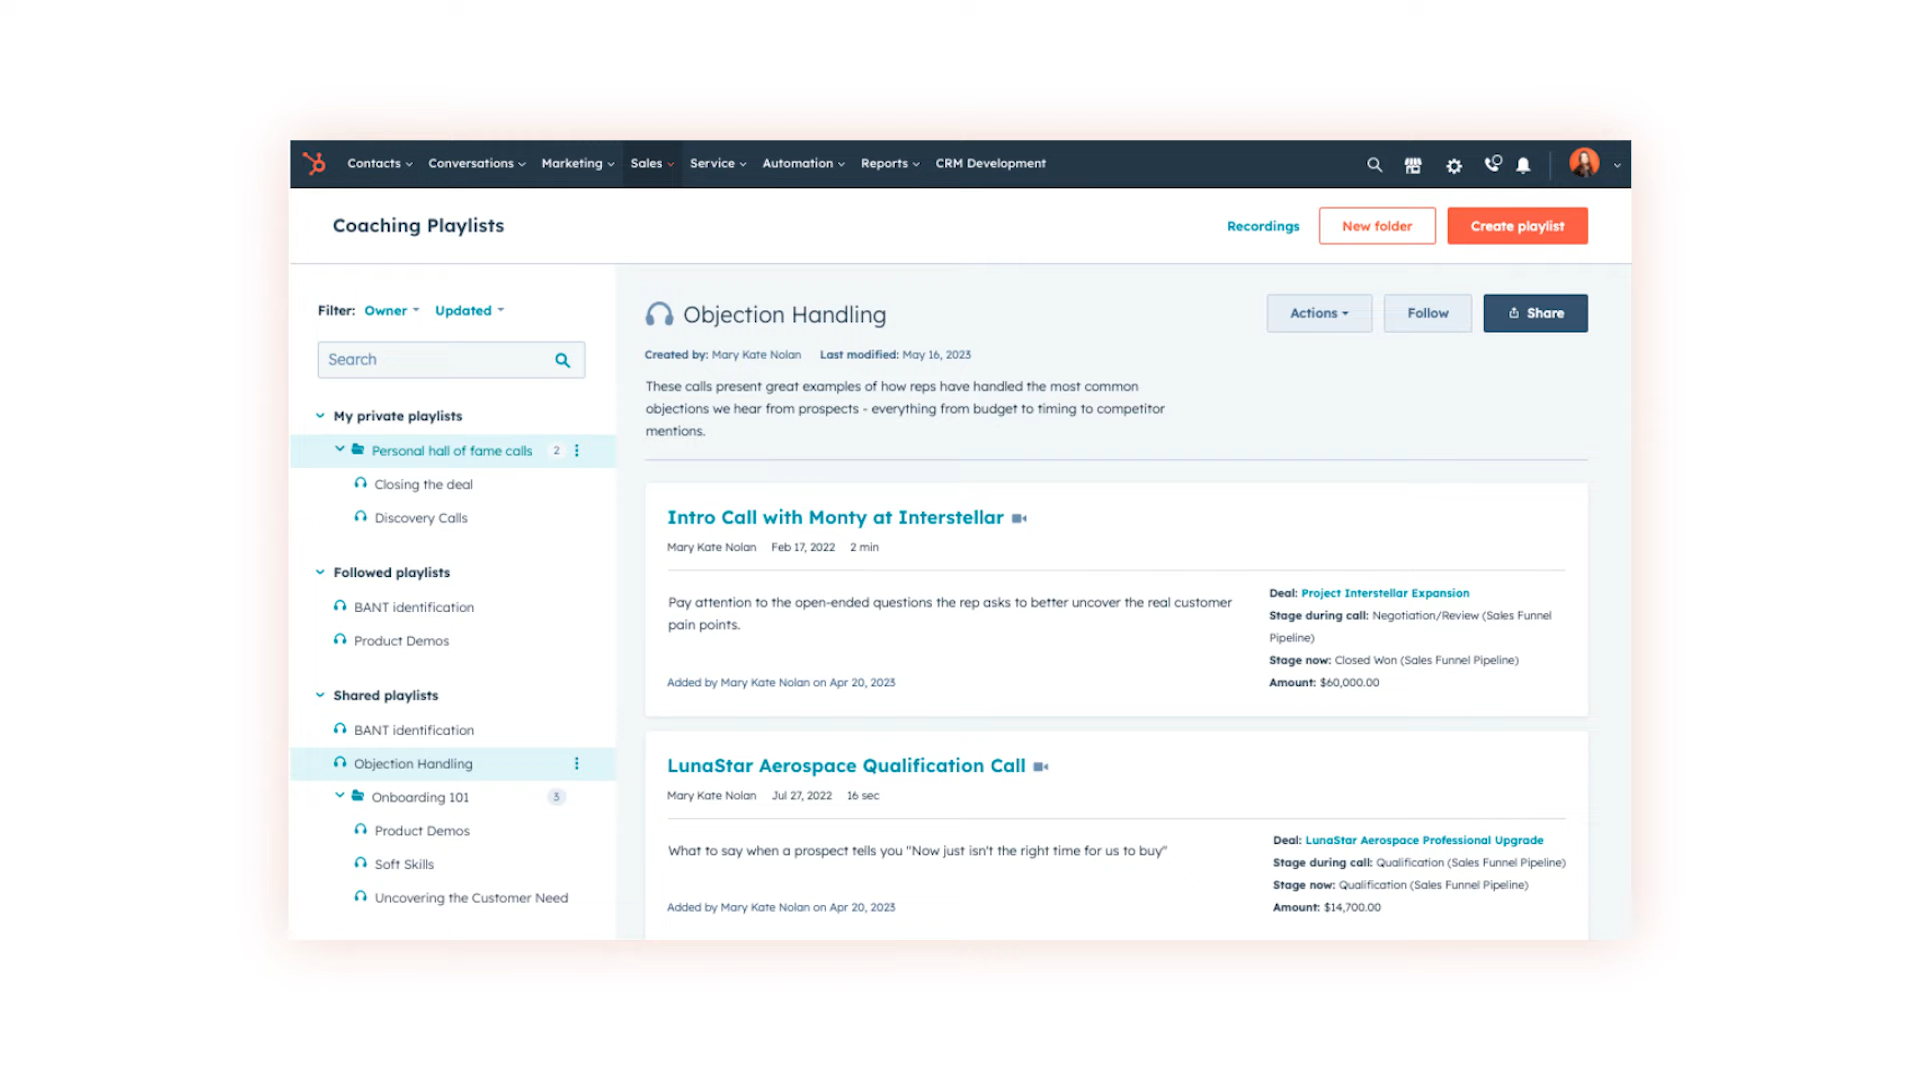 Contacts Conversations Marketing Sales Service Automation Reports CRM Development
Coaching Playlists
Recordings New folder Create playlist
Filter: Owner Updated
Search
My private playlists
Personal hall of fame calls 2
Closing the deal
Discovery Calls
Followed playlists
BANT identification
Product Demos
Shared playlists
BANT identification
Objection Handling
Onboarding 101 3
Product Demos
Soft Skills
Uncovering the Customer Need
Objection Handling
Actions Follow Share
Created by: Mary Kate Nolan Last modified: May 16, 2023
These calls present great examples of how reps have handled the most common
objections we hear from prospects - everything from budget to timing to competitor
mentions.
Intro Call with Monty at Interstellar
Mary Kate Nolan Feb 17, 2022 2 min
Pay attention to the open-ended questions the rep asks to better uncover the real customer
pain points.
Added by Mary Kate Nolan on Apr 20, 2023
Deal: Project Interstellar Expansion
Stage during call: Negotiation/Review (Sales Funnel
Pipeline)
Stage now: Closed Won (Sales Funnel Pipeline)
Amount: $60,000.00
LunaStar Aerospace Qualification Call
Mary Kate Nolan Jul 27, 2022 16 sec
What to say when a prospect tells you "Now just isn't the right time for us to buy"
Added by Mary Kate Nolan on Apr 20, 2023
Deal: LunaStar Aerospace Professional Upgrade
Stage during call: Qualification (Sales Funnel Pipeline)
Stage now: Qualification (Sales Funnel Pipeline)
Amount: $14,700.00